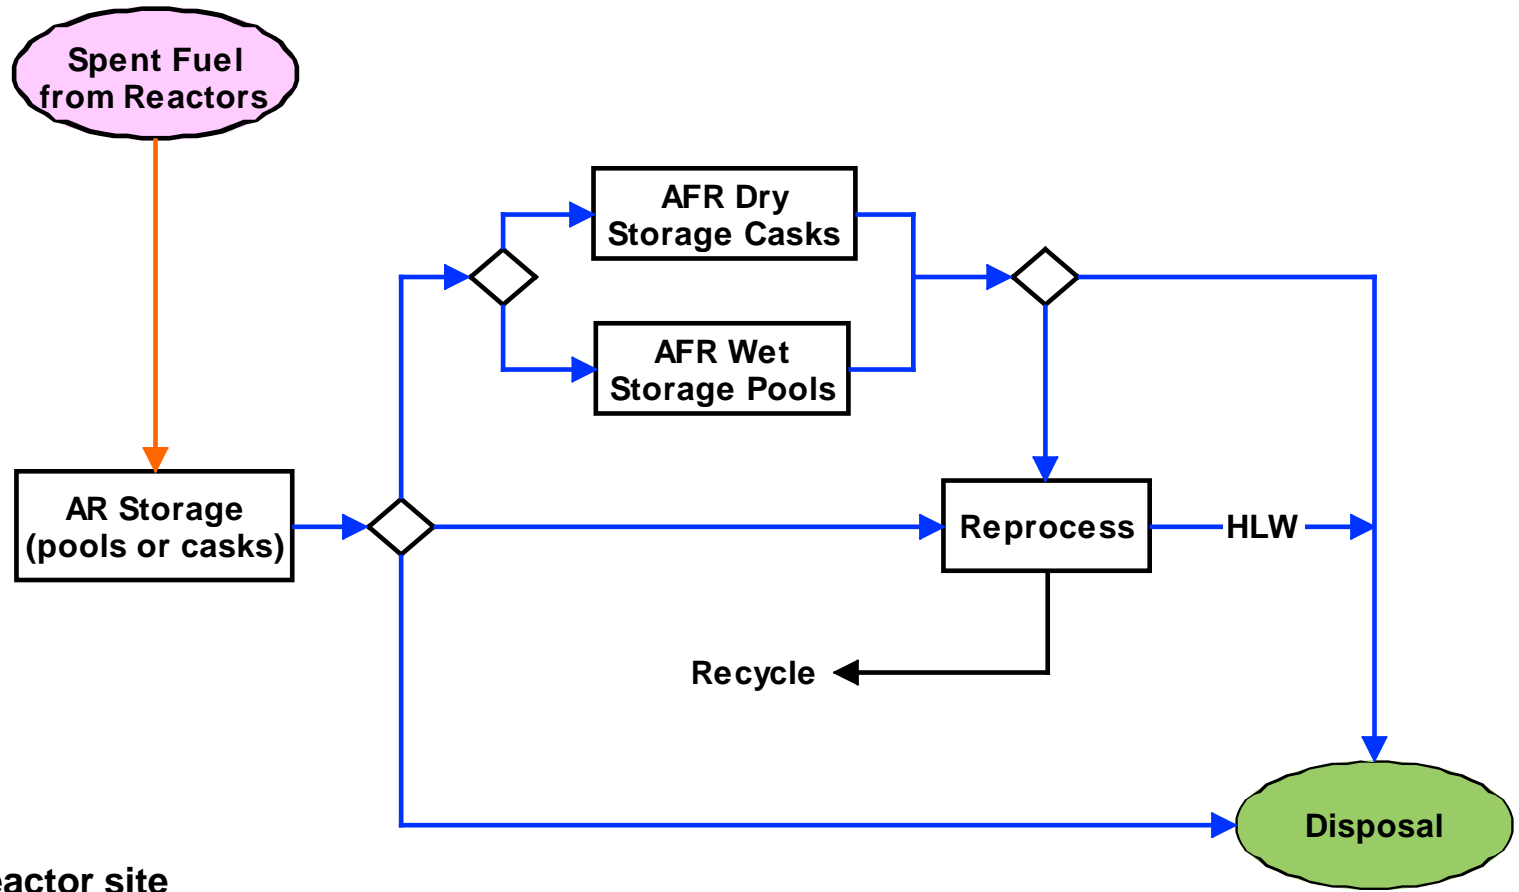 Spent Fuel
from Reactors
AFR Dry
Storage Casks
AFR Wet
Storage Pools
AR Storage
(pools or casks)
Reprocess
HLW
Recycle
Disposal
site